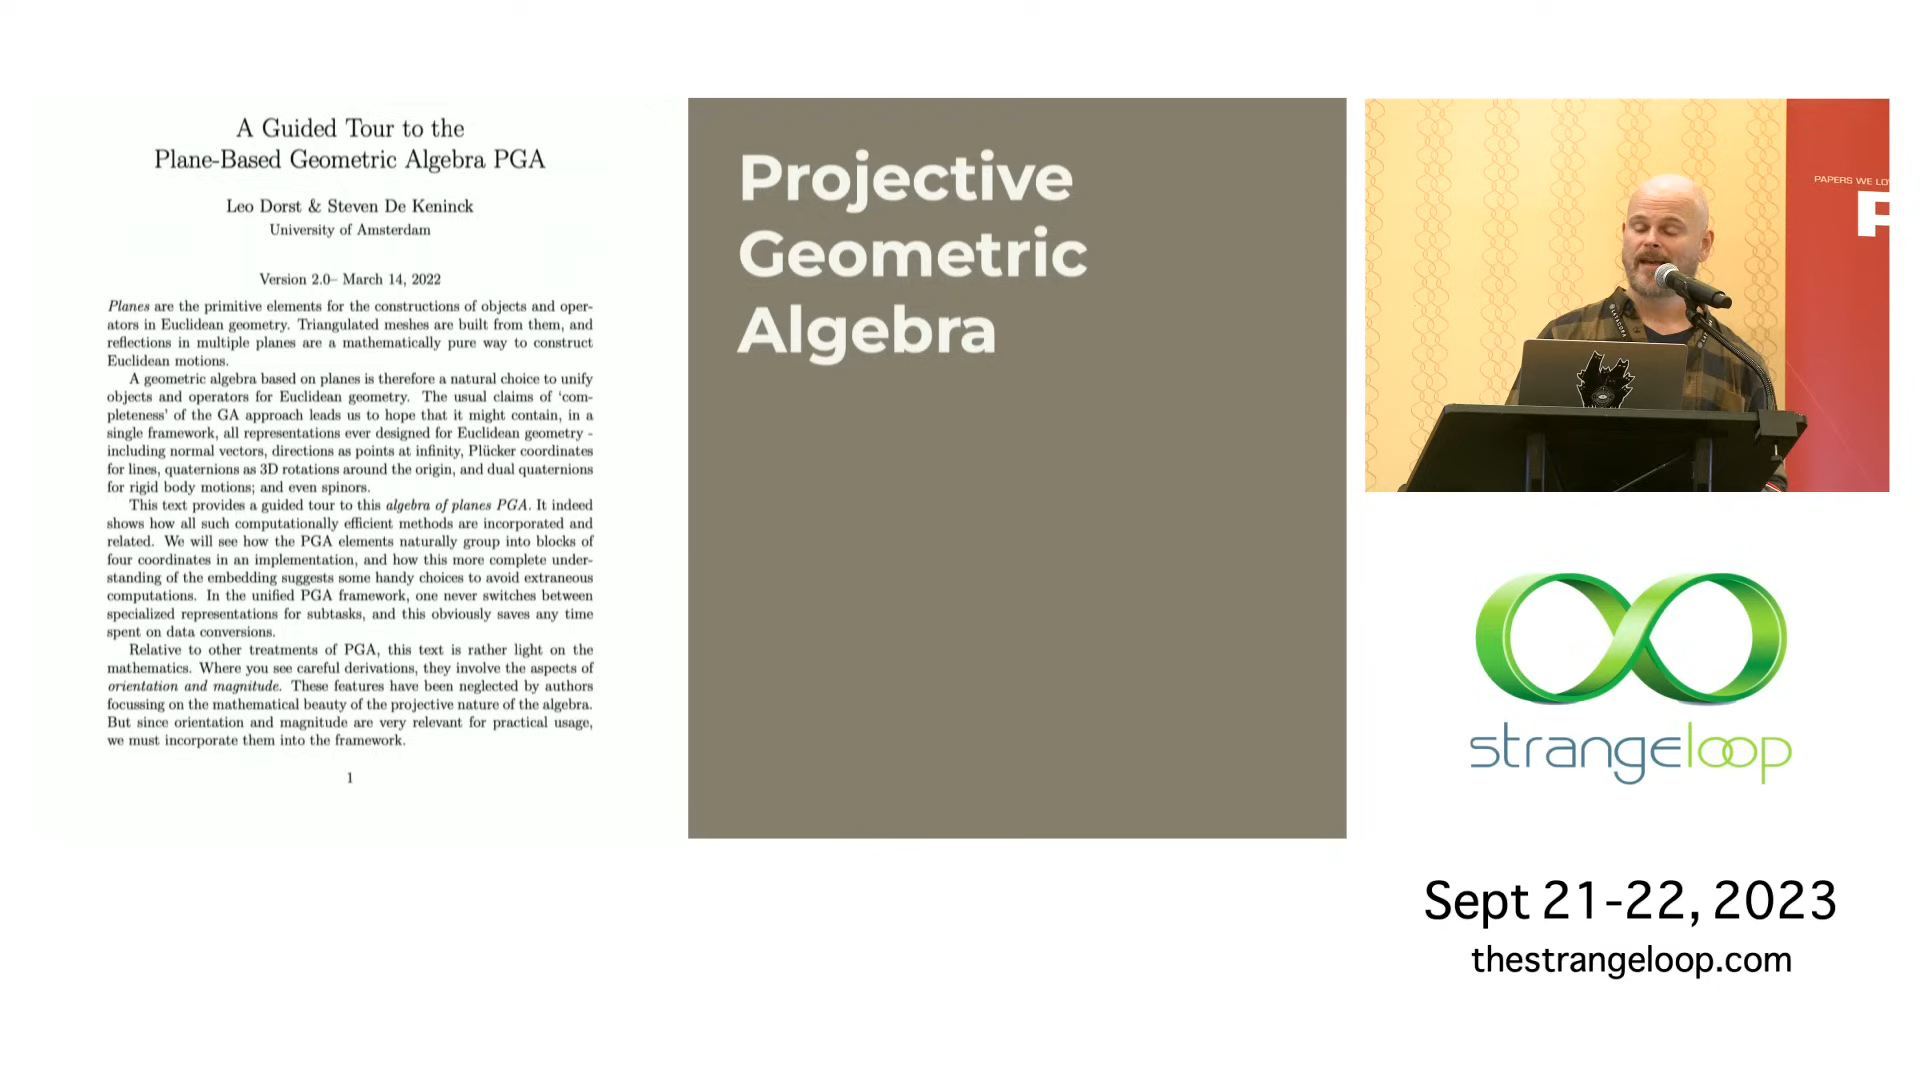 A Guided Tour to the
Plane-Based Geometric Algebra PGA
Leo Dorst & Steven De Keninck
University of Amsterdam
Version 2.0– March 14, 2022
Planes are the primitive elements for the constructions of objects and oper-
ators in Euclidean geometry. Triangulated meshes are built from them, and
reflections in multiple planes are a mathematically pure way to construct
Euclidean motions.
A geometric algebra based on planes is therefore a natural choice to unify
objects and operators for Euclidean geometry. The usual claims of ‘com-
pleteness’ of the GA approach leads us to hope that it might contain, in a
single framework, all representations ever designed for Euclidean geometry -
including normal vectors, directions as points at infinity, Plücker coordinates
for lines, quaternions as 3D rotations around the origin, and dual quaternions
for rigid body motions; and even spinors.
This text provides a guided tour to this algebra of planes PGA. It indeed
shows how all such computationally efficient methods are incorporated and
related. We will see how the PGA elements naturally group into blocks of
four coordinates in an implementation, and how this more complete under-
standing of the embedding suggests some handy choices to avoid extraneous
computations. In the unified PGA framework, one never switches between
specialized representations for subtasks, and this obviously saves any time
spent on data conversions.
Relative to other treatments of PGA, this text is rather light on the
mathematics. Where you see careful derivations, they involve the aspects of
orientation and magnitude. These features have been neglected by authors
focussing on the mathematical beauty of the projective nature of the algebra.
But since orientation and magnitude are very relevant for practical usage,
we must incorporate them into the framework.
1
Projective
Geometric
Algebra
PAPERS WE LO
strangeloop
Sept 21-22, 2023
thestrangeloop.com